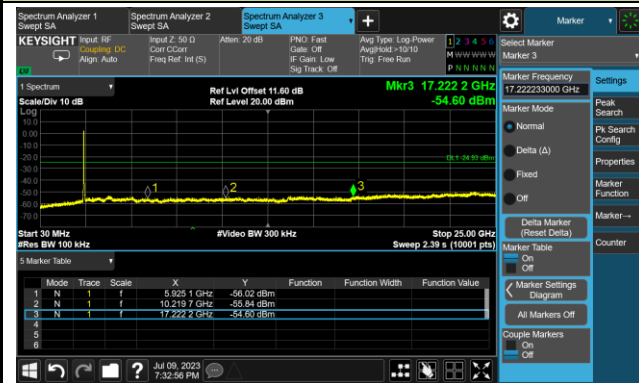 Spectrum Analyzer 1
Swept SA
Spectrum Analyzer 2
Swept SA
Spectrum Analyzer 3
Swept SA
Marker
KEYSIGHT
Input: RF
Coupling: DC
Align: Auto
Input Z: 50 Ω
Corr CCorr
Freq Ref: Int (S)
Atten: 20 dB
PNO: Fast
Gate: Off
IF Gain: Low
Sig Track: Off
Avg Type: Log-Power
Avg|Hold:>10/10
Trig: Free Run
1 2 3 4 5 6
M W W W W W
P N N N N N
Select Marker
Marker 3
1 Spectrum
Scale/Div 10 dB
Ref Lvl Offset 11.60 dB
Ref Level 20.00 dBm
Mkr3 17.222 2 GHz
-54.60 dBm
Log
10.0
0.00
-10.0
-20.0
-30.0
-40.0
-50.0
-60.0
-70.0
DL1 -24.93 dBm
1
2
3
Start 30 MHz
#Res BW 100 kHz
#Video BW 300 kHz
Stop 25.00 GHz
Sweep 2.39 s (10001 pts)
5 Marker Table
Mode Trace Scale X Y Function Function Width Function Value
1 N 1 f 5.925 1 GHz -56.02 dBm
2 N 1 f 10.219 7 GHz -55.84 dBm
3 N 1 f 17.222 2 GHz -54.60 dBm
4
5
6
Marker Frequency
17.222233000 GHz
Marker Mode
Normal
Delta (Δ)
Fixed
Off
Delta Marker
(Reset Delta)
Marker Table
On
Off
Marker Settings
Diagram
All Markers Off
Couple Markers
On
Off
Settings
Peak
Search
Pk Search
Config
Properties
Marker
Function
Marker→
Counter
?
Jul 09, 2023
7:32:56 PM